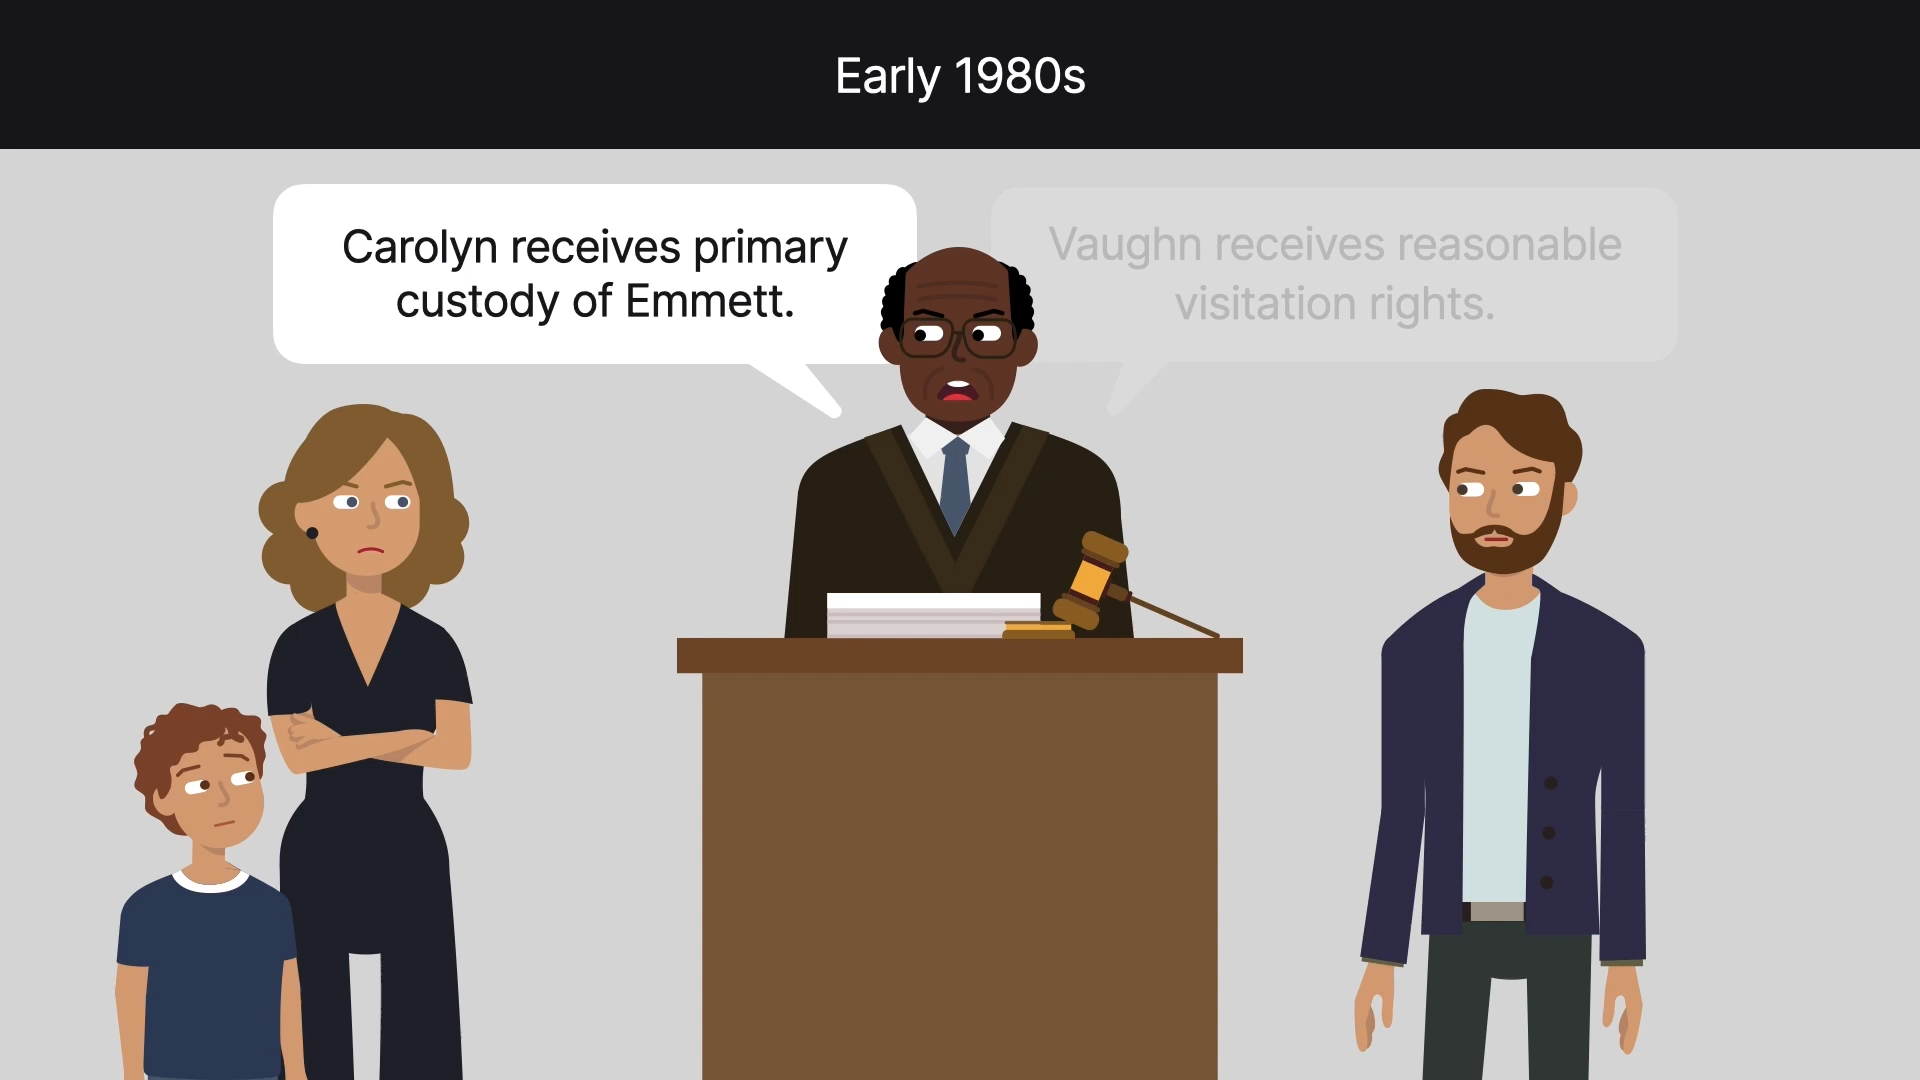 Early 1980s
Carolyn receives primary
custody of Emmett.
Vaughn receives reasonable
visitation rights.